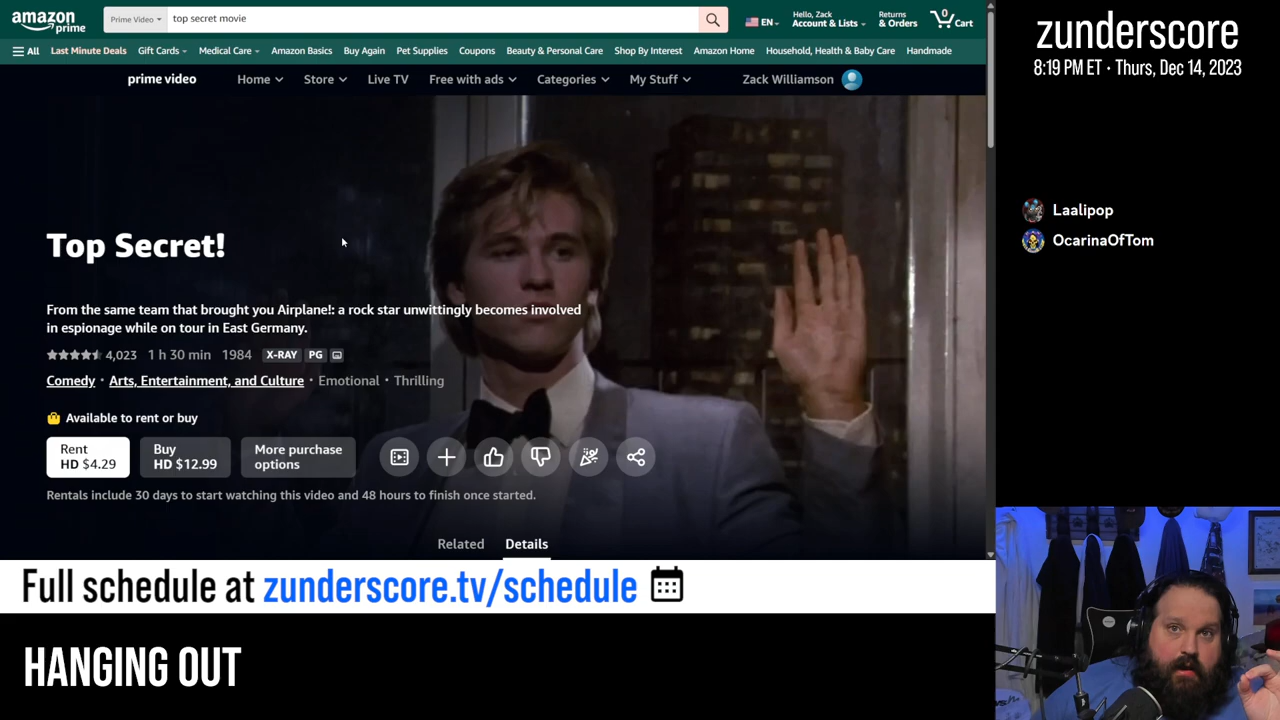 amazon prime
Prime Video
top secret movie
EN
Hello, Zack
Account & Lists
Returns
& Orders
0
Cart
All
Last Minute Deals
Gift Cards
Medical Care
Amazon Basics
Buy Again
Pet Supplies
Coupons
Beauty & Personal Care
Shop By Interest
Amazon Home
Household, Health & Baby Care
Handmade
prime video
Home
Store
Live TV
Free with ads
Categories
My Stuff
Zack Williamson
Top Secret!
From the same team that brought you Airplane!: a rock star unwittingly becomes involved
in espionage while on tour in East Germany.
4,023 1 h 30 min 1984 X-RAY PG
Comedy · Arts, Entertainment, and Culture · Emotional · Thrilling
Available to rent or buy
Rent
HD $4.29
Buy
HD $12.99
More purchase
options
Rentals include 30 days to start watching this video and 48 hours to finish once started.
Related
Details
Full schedule at zunderscore.tv/schedule
HANGING OUT
zunderscore
8:19 PM ET · Thurs, Dec 14, 2023
Laalipop
OcarinaOfTom